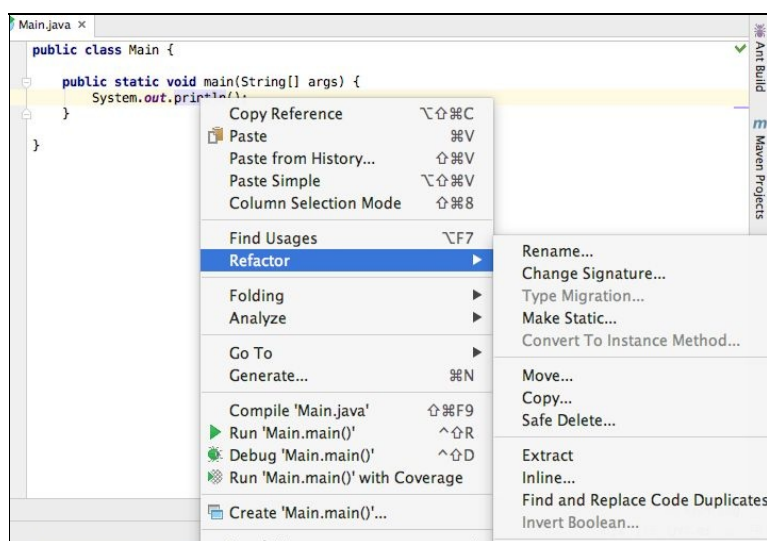 Main.java ×
public class Main {
public static void main(String[] args) {
System.out.println();
}
}
Copy Reference ⌥⇧⌘C
Paste ⌘V
Paste from History... ⇧⌘V
Paste Simple ⌥⇧⌘V
Column Selection Mode ⇧⌘8
Find Usages ⌥F7
Refactor
Folding
Analyze
Go To
Generate... ⌘N
Compile 'Main.java' ⇧⌘F9
Run 'Main.main()' ^⇧R
Debug 'Main.main()' ^⇧D
Run 'Main.main()' with Coverage
Create 'Main.main()'...
Rename...
Change Signature...
Type Migration...
Make Static...
Convert To Instance Method...
Move...
Copy...
Safe Delete...
Extract
Inline...
Find and Replace Code Duplicates
Invert Boolean...
Ant Build
m
Maven Projects